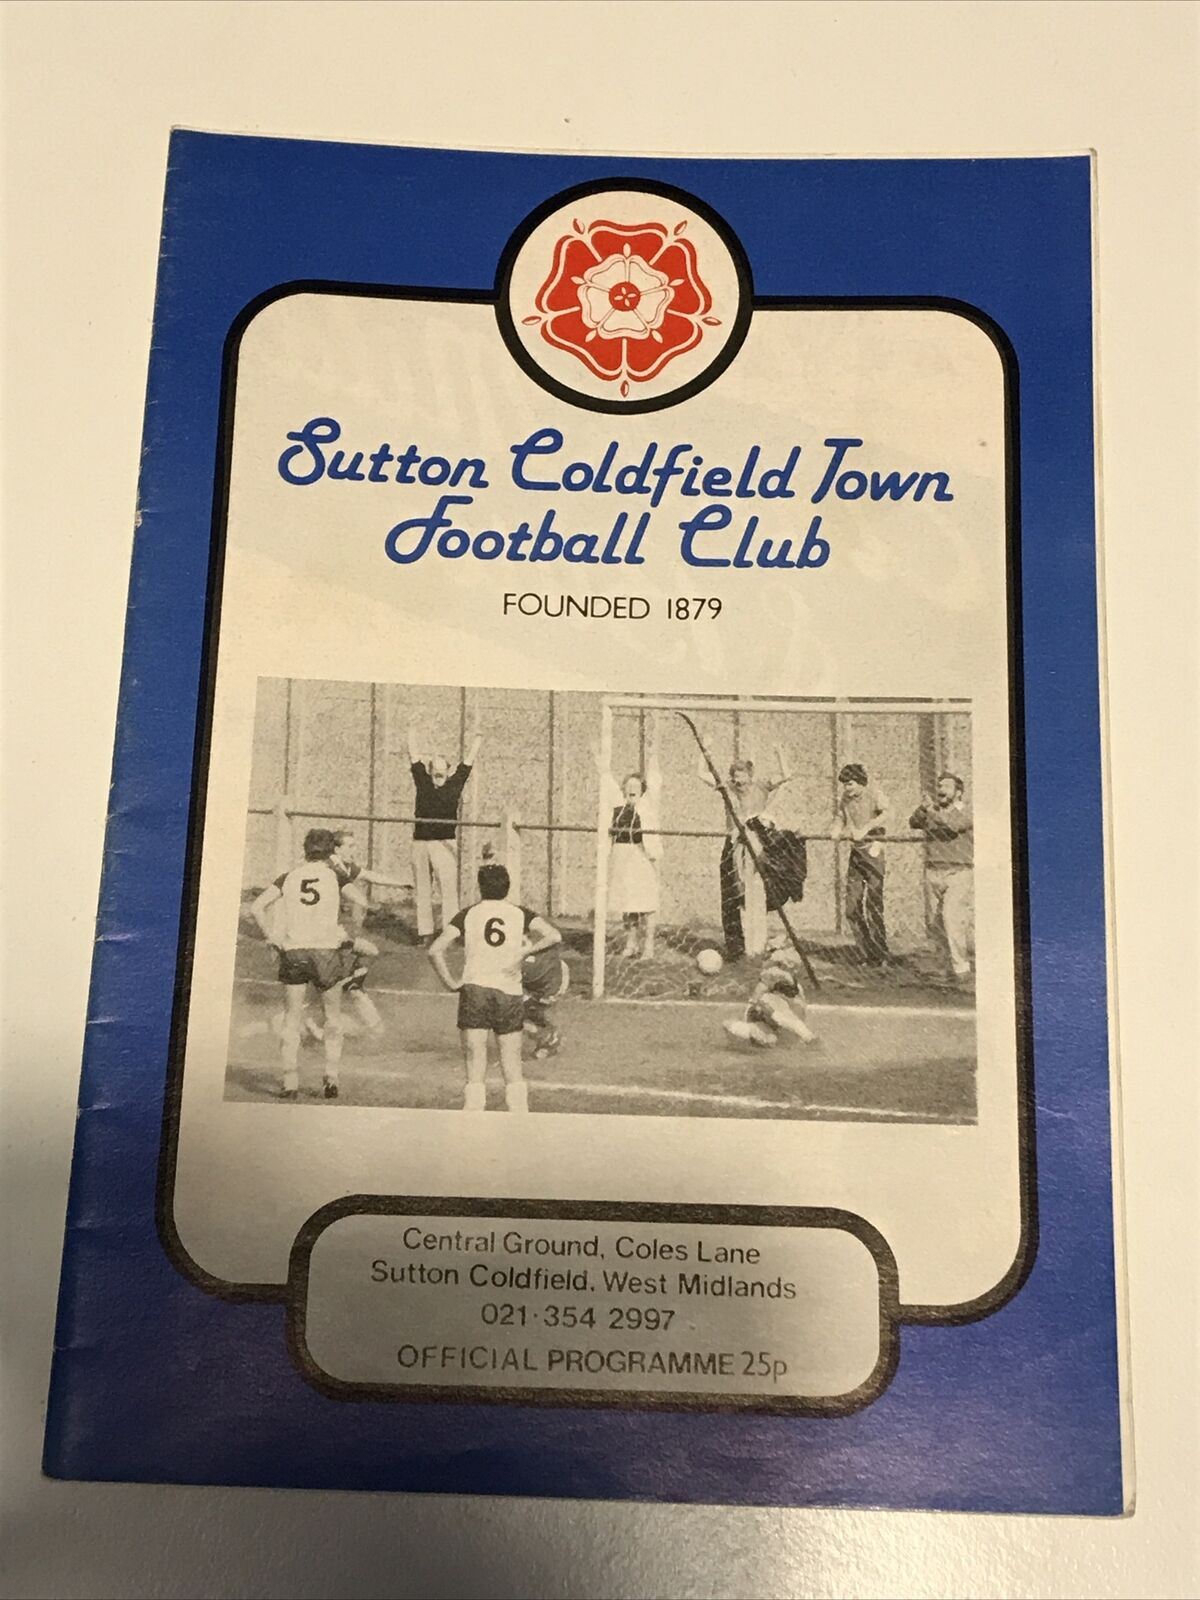 Sutton Coldfield Town
Football Club
FOUNDED 1879
5
6
Central Ground, Coles Lane
Sutton Coldfield, West Midlands
021·354 2997
OFFICIAL PROGRAMME 25p